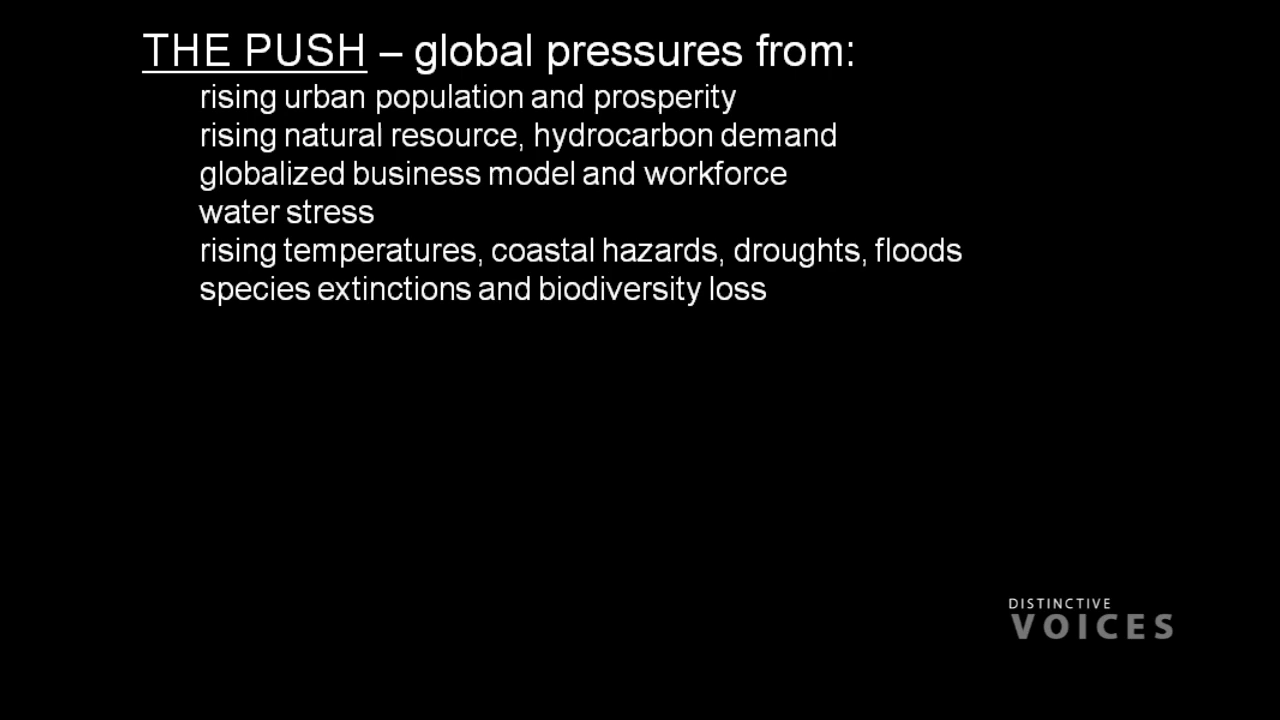 THE PUSH – global pressures from:
rising urban population and prosperity
rising natural resource, hydrocarbon demand
globalized business model and workforce
water stress
rising temperatures, coastal hazards, droughts, floods
species extinctions and biodiversity loss
DISTINCTIVE
VOICES